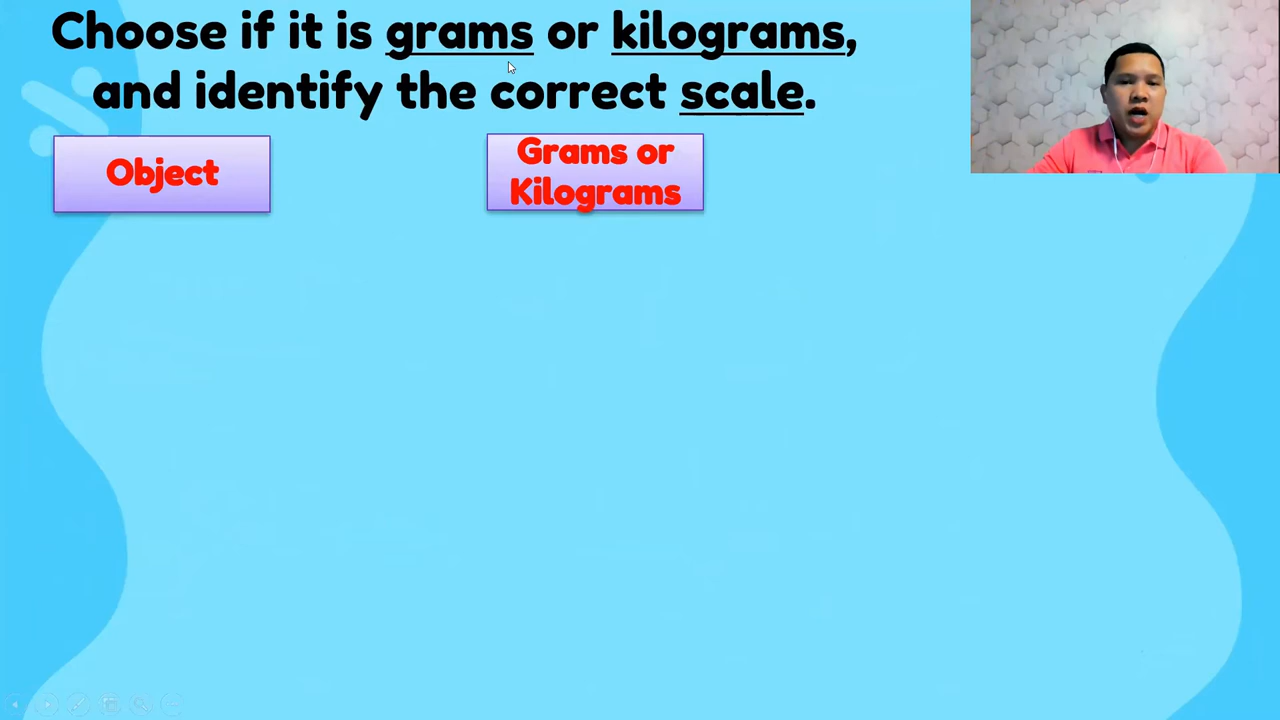 Choose if it is grams or kilograms,
and identify the correct scale.
Object
Grams or
Kilograms